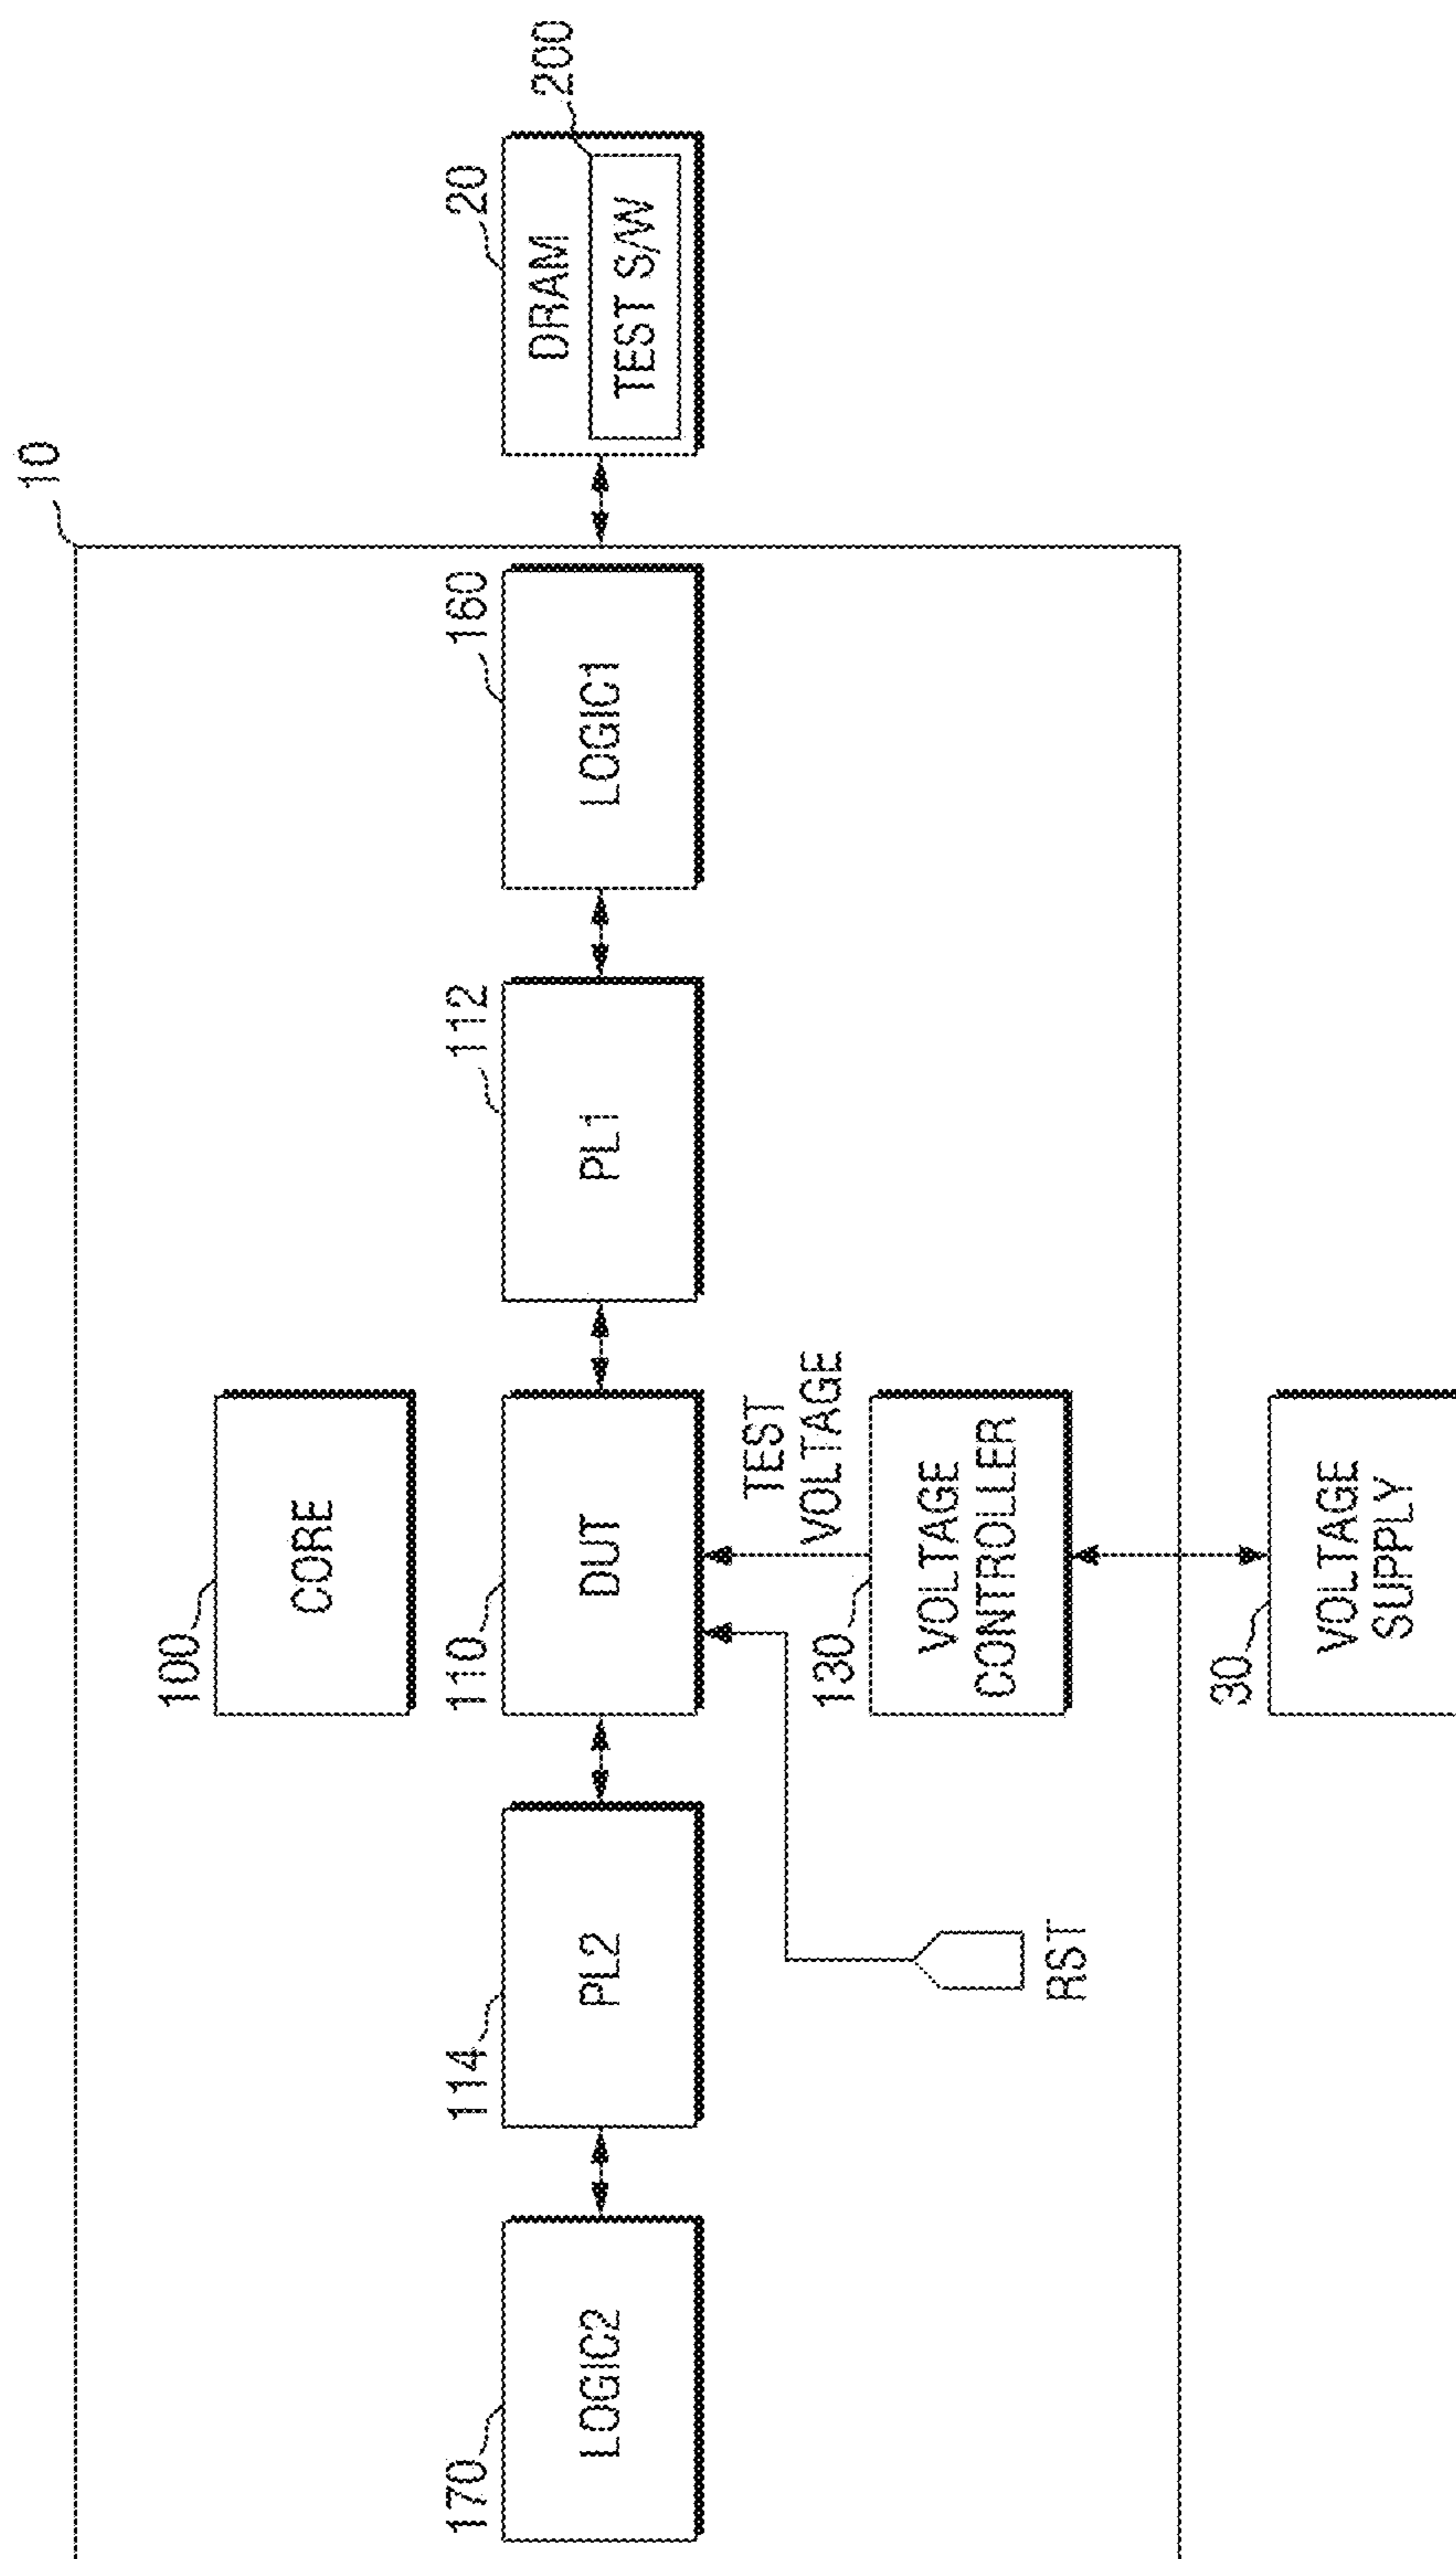 10
100
CORE
170
LOGIC2
114
PL2
110
DUT
112
PL1
160
LOGIC1
20
DRAM
200
TEST S/W
TEST
VOLTAGE
RST
130
VOLTAGE
CONTROLLER
30
VOLTAGE
SUPPLY